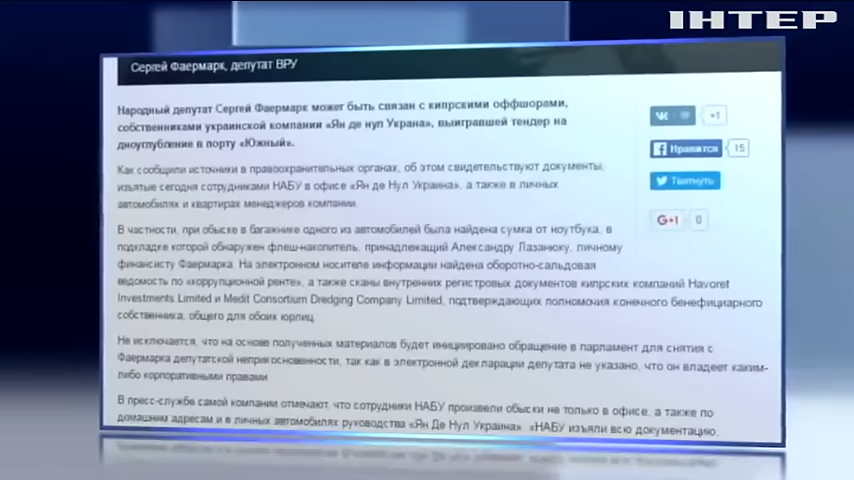 ІНТЕР
Сергей Фаермарк, депутат ВРУ
Народный депутат Сергей Фаермарк может быть связан с кипрскими оффшорами,
собственниками украинской компании «Ян де нул Украна», выигравшей тендер на
дноуглубление в порту «Южный».
Как сообщили источники в правоохранительных органах, об этом свидетельствуют документы,
изъятые сегодня сотрудниками НАБУ в офисе «Ян де Нул Украина», а также в личных
автомобилях и квартирах менеджеров компании.
В частности, при обыске в багажнике одного из автомобилей была найдена сумка от ноутбука, в
подкладке которой обнаружен флеш-накопитель, принадлежащий Александру Лазанюку, личному
финансисту Фаермарка. На электронном носителе информации найдена оборотно-сальдовая
ведомость по «коррупционной ренте», а также сканы внутренних регистровых документов кипрских компаний Havoret
Investments Limited и Medit Consortium Dredging Company Limited, подтверждающих полномочия конечного бенефициарного
собственника, общего для обоих юрлиц.
Не исключается, что на основе полученных материалов будет инициировано обращение в парламент для снятия с
Фаермарка депутатской неприкосновенности, так как в электронной декларации депутата не указано, что он владеет каким-
либо корпоративными правами.
В пресс-службе самой компании отмечают, что сотрудники НАБУ произвели обыски не только в офисе, а также по
домашним адресам и в личных автомобилях руководства «Ян Де Нул Украина». «НАБУ изъяли всю документацию,
+1
Нравится 15
Твитнуть
G+1 0